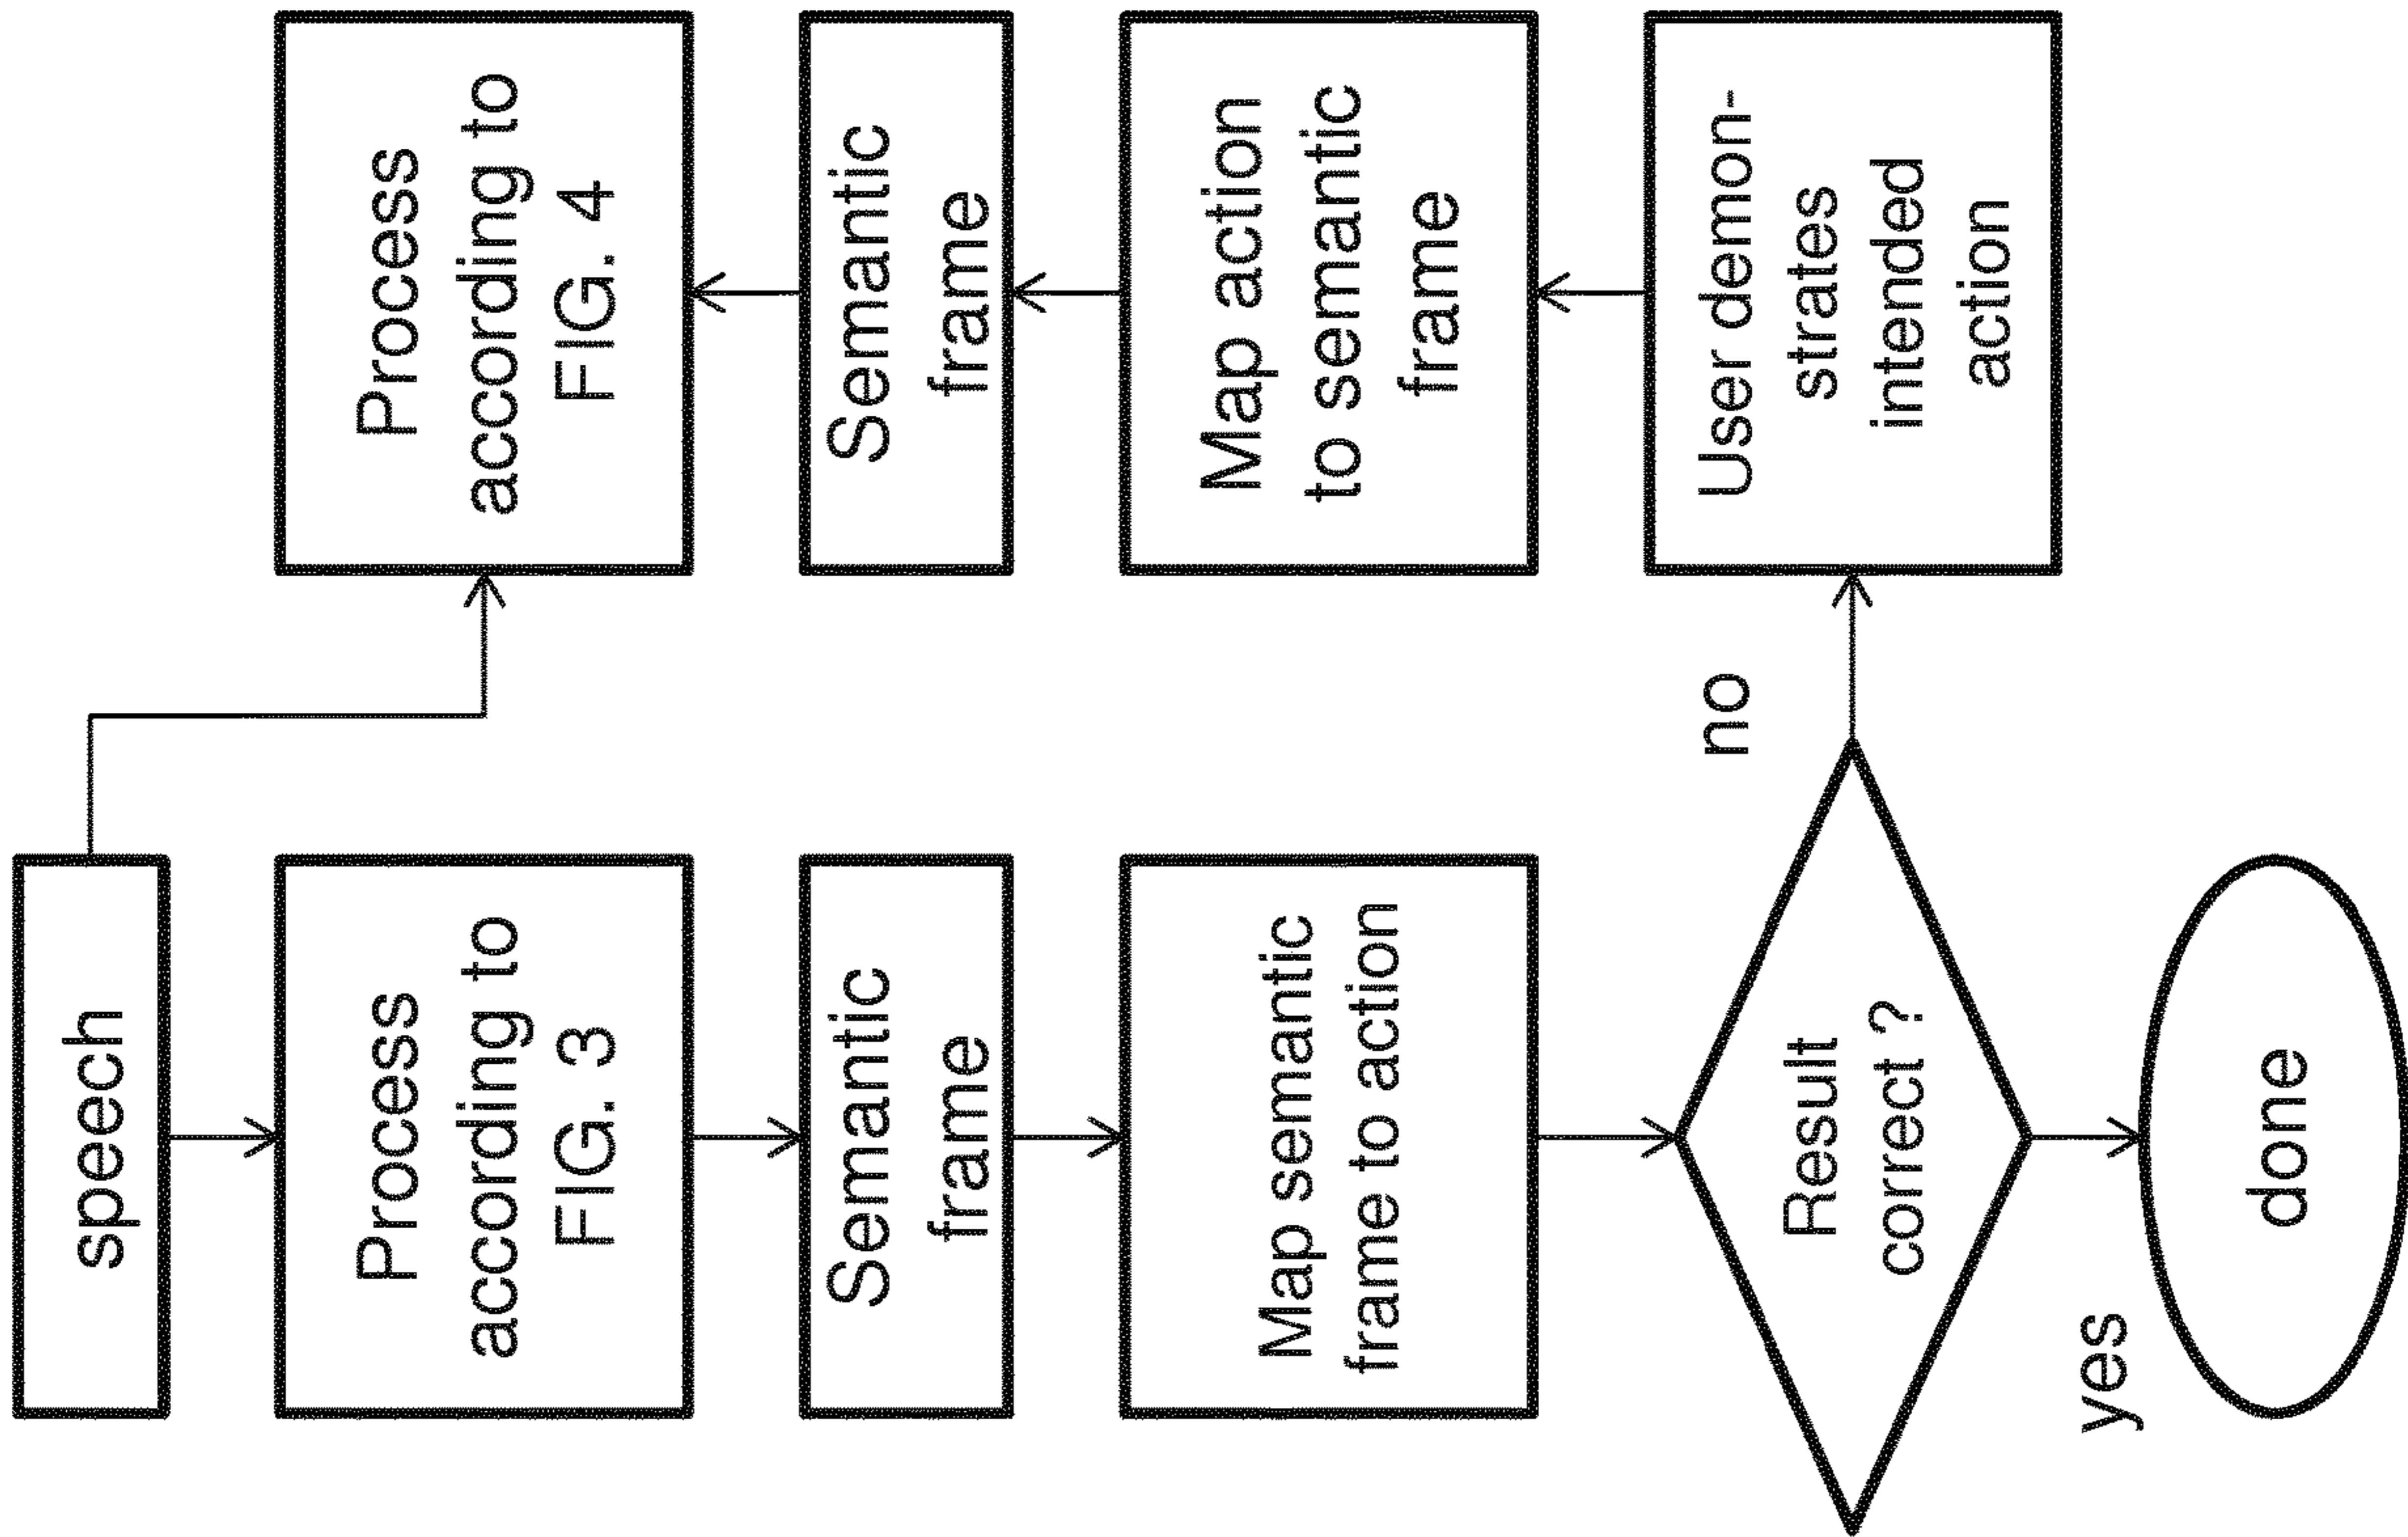 speech
Process
according to
FIG. 3
Semantic
frame
Map semantic
frame to action
Result
correct ?
yes
done
no
User demon-
strates
intended
action
Map action
to semantic
frame
Semantic
frame
Process
according to
FIG. 4